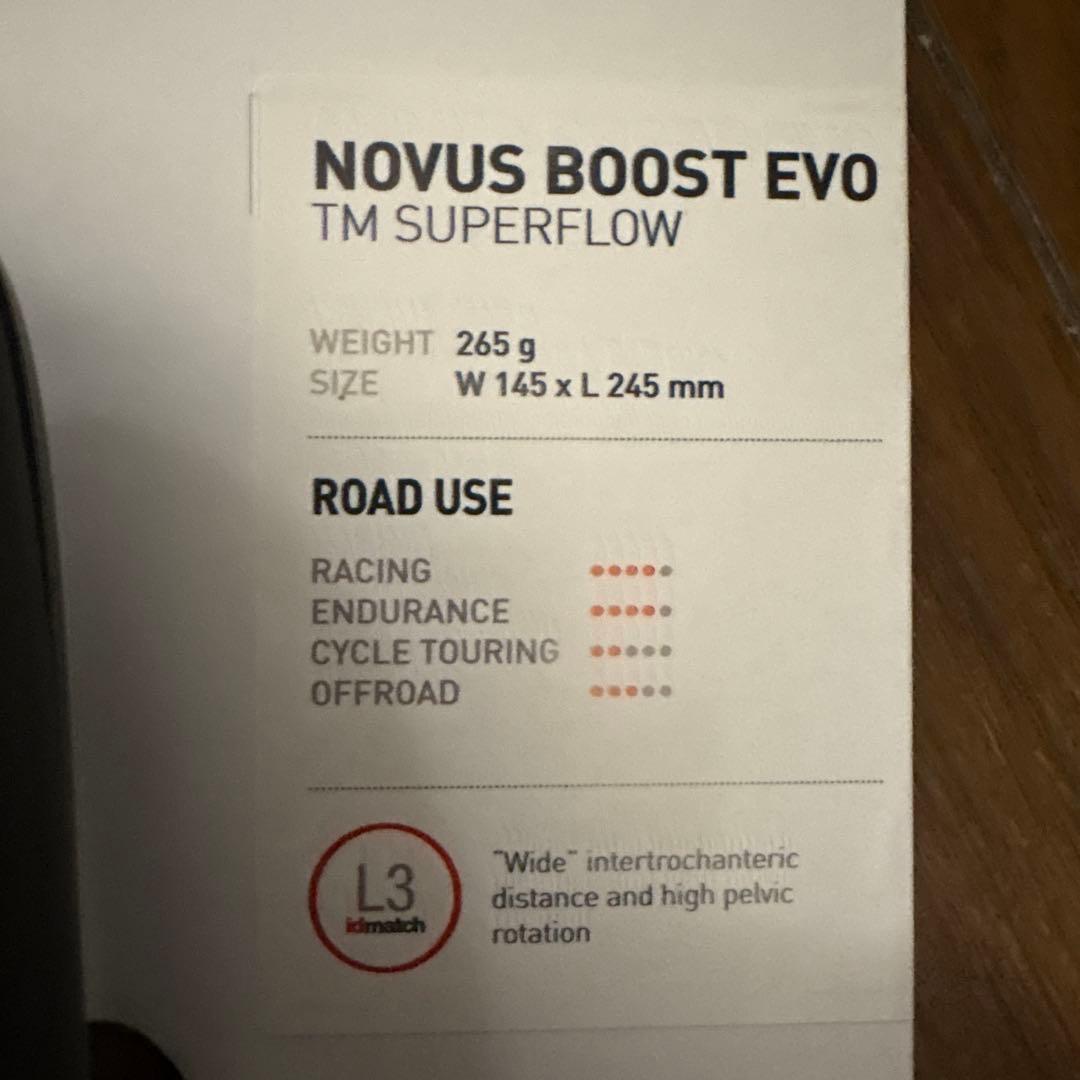 NOVUS BOOST EVO
TM SUPERFLOW
WEIGHT 265 g
SIZE W 145 x L 245 mm
ROAD USE
RACING
ENDURANCE
CYCLE TOURING
OFFROAD
L3
idmatch
"Wide" intertrochanteric
distance and high pelvic
rotation